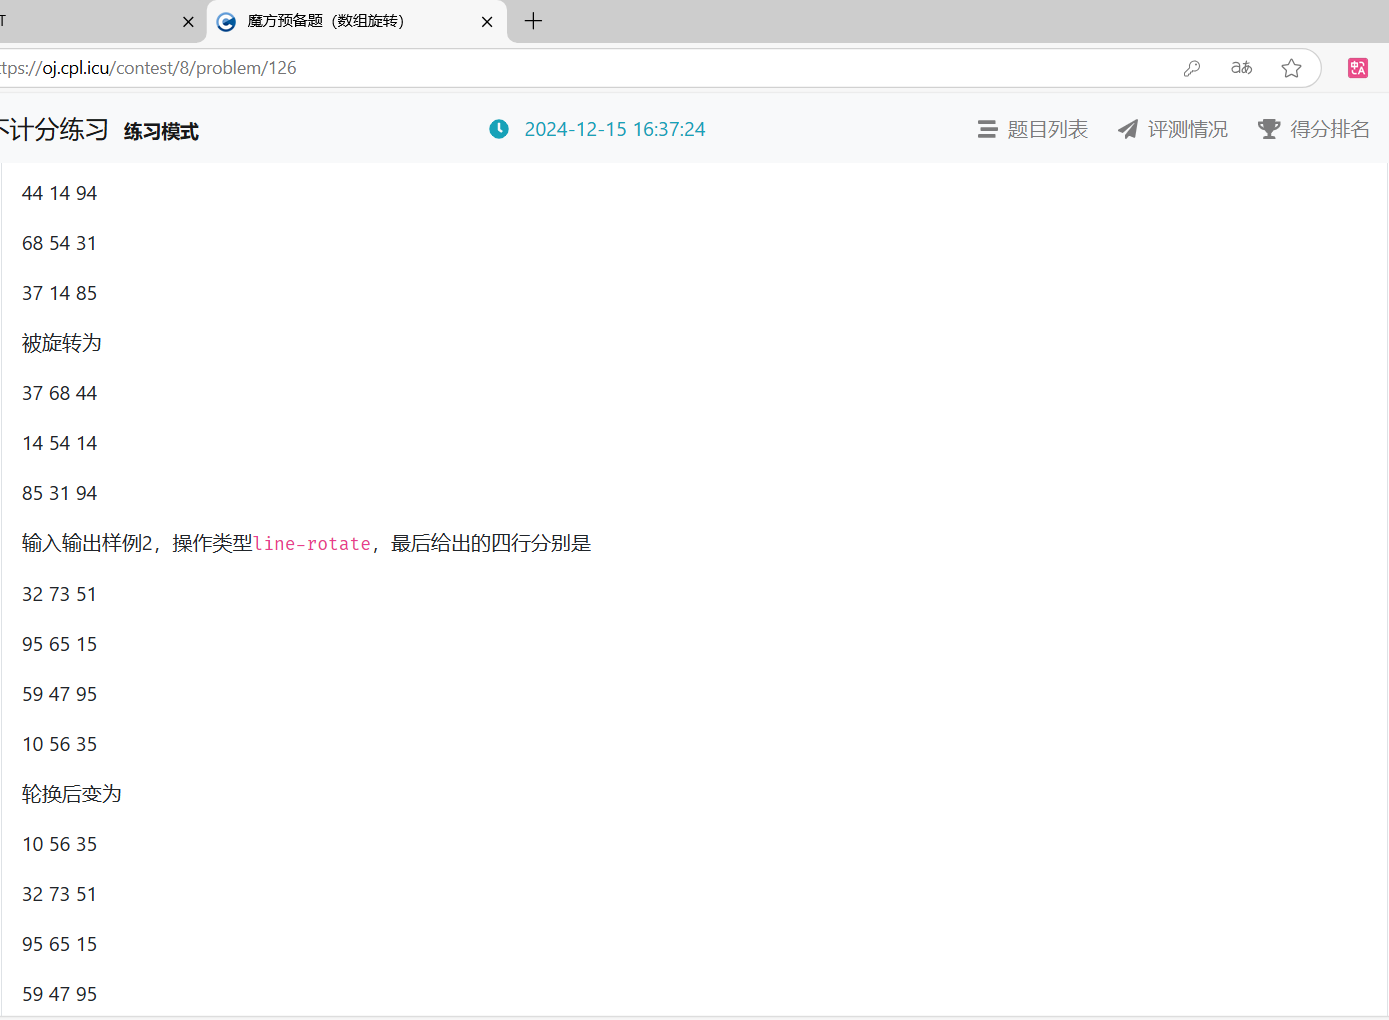 T
魔方预备题（数组旋转）
ttps://oj.cpl.icu/contest/8/problem/126
不计分练习 练习模式
2024-12-15 16:37:24
题目列表
评测情况
得分排名
44 14 94
68 54 31
37 14 85
被旋转为
37 68 44
14 54 14
85 31 94
输入输出样例2，操作类型line-rotate，最后给出的四行分别是
32 73 51
95 65 15
59 47 95
10 56 35
轮换后变为
10 56 35
32 73 51
95 65 15
59 47 95